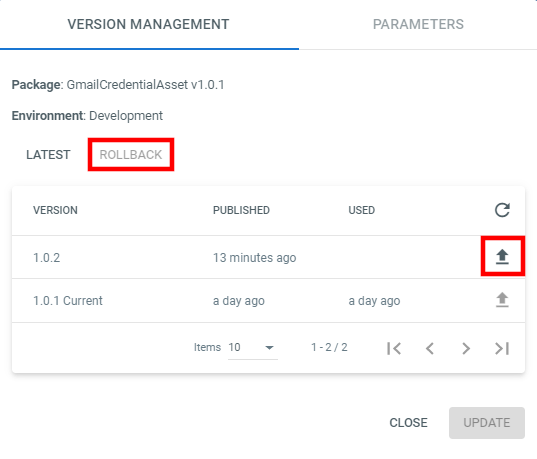 VERSION MANAGEMENT PARAMETERS
Package: GmailCredentialAsset v1.0.1
Environment: Development
LATEST ROLLBACK
VERSION PUBLISHED USED
1.0.2 13 minutes ago
1.0.1 Current a day ago a day ago
Items 10 1 - 2 / 2
CLOSE UPDATE